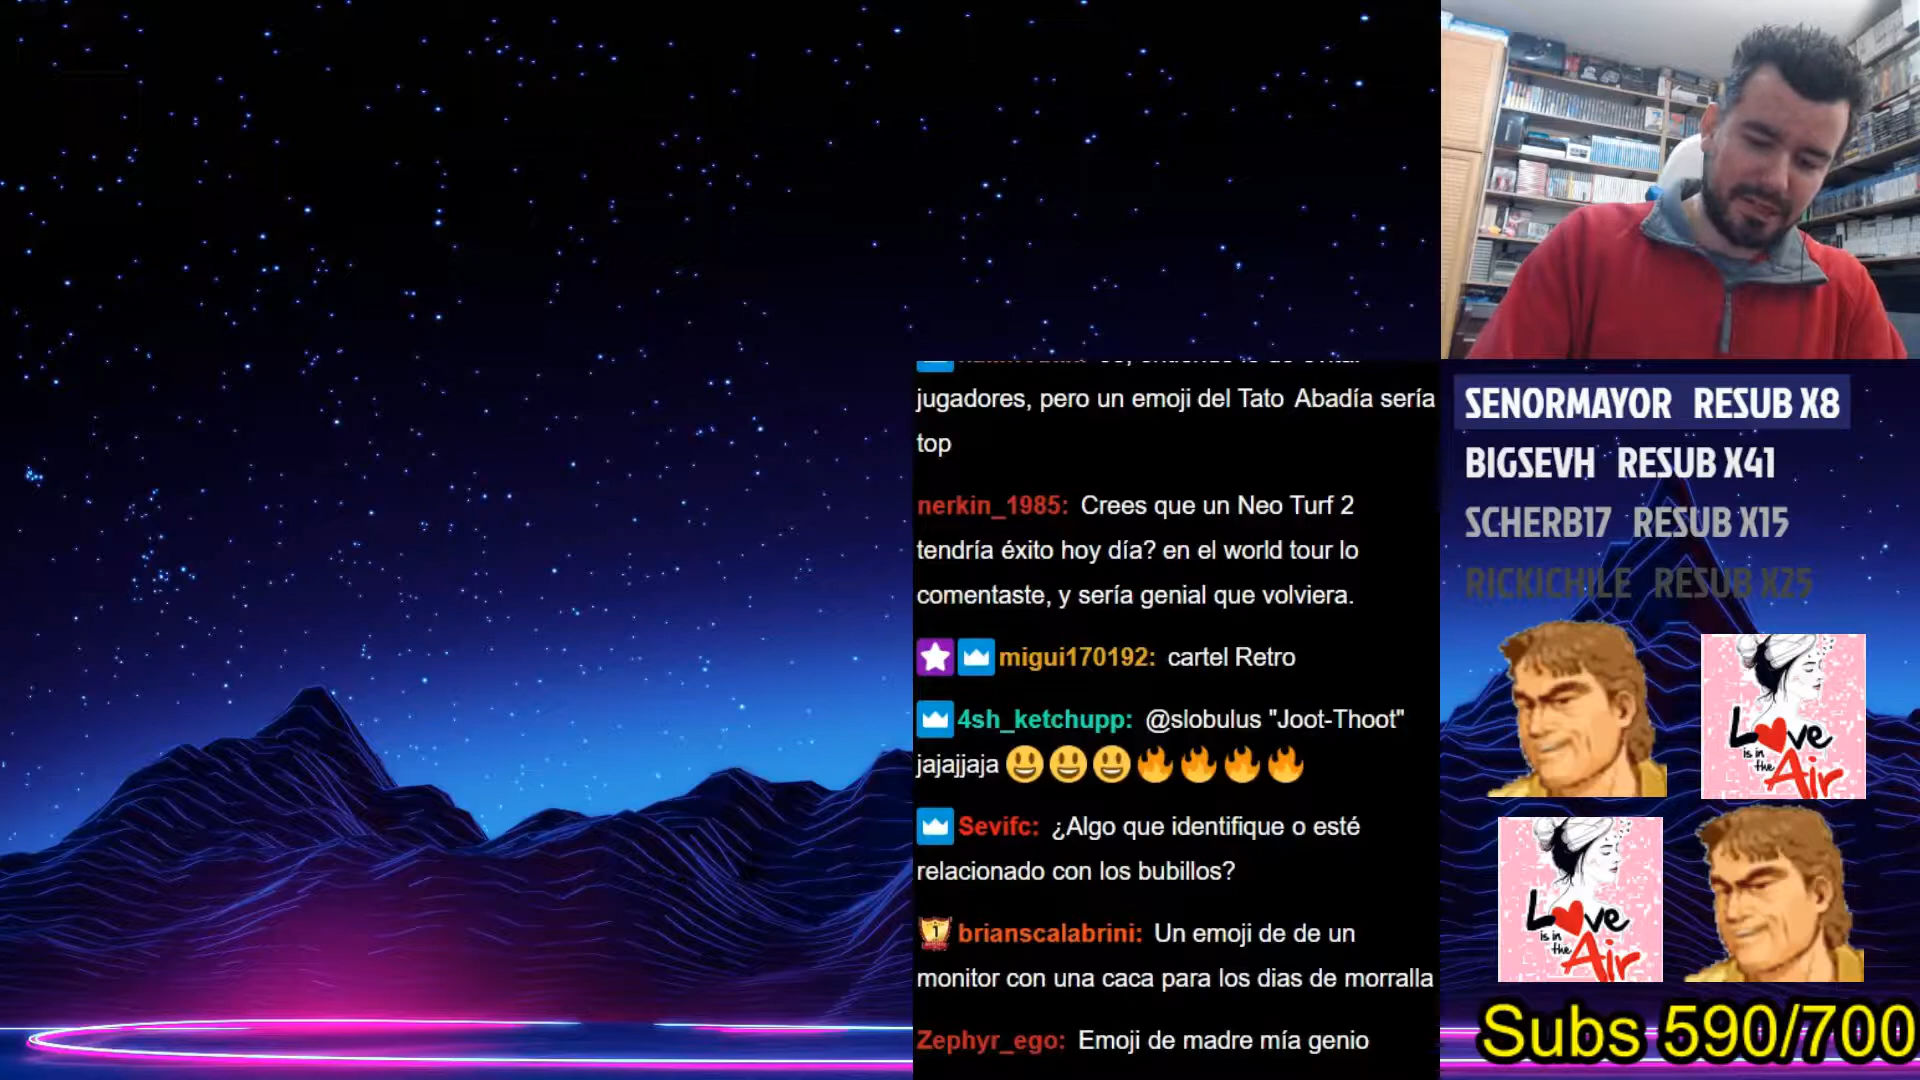 jugadores, pero un emoji del Tato Abadía sería
top
nerkin_1985: Crees que un Neo Turf 2
tendría éxito hoy día? en el world tour lo
comentaste, y sería genial que volviera.
migui170192: cartel Retro
4sh_ketchupp: @slobulus "Joot-Thoot"
jajajjaja 😃😃😃🔥🔥🔥🔥
Sevifc: ¿Algo que identifique o esté
relacionado con los bubillos?
1
brianscalabrini: Un emoji de de un
monitor con una caca para los dias de morralla
Zephyr_ego: Emoji de madre mía genio
SENORMAYOR RESUB X8
BIGSEVH RESUB X41
SCHERB17 RESUB X15
RICKICHILE RESUB X25
Love
is in
the Air
Love
is in
the Air
Subs 590/700